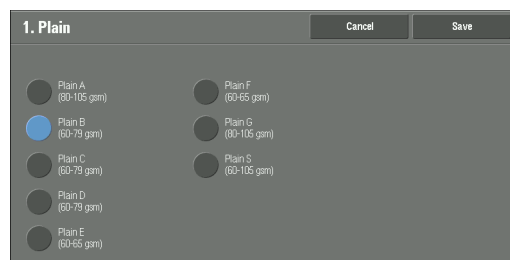 1. Plain
Cancel
Save
Plain A
(80-105 gsm)
Plain B
(60-79 gsm)
Plain C
(60-79 gsm)
Plain D
(60-79 gsm)
Plain E
(60-65 gsm)
Plain F
(60-65 gsm)
Plain G
(80-105 gsm)
Plain S
(60-105 gsm)